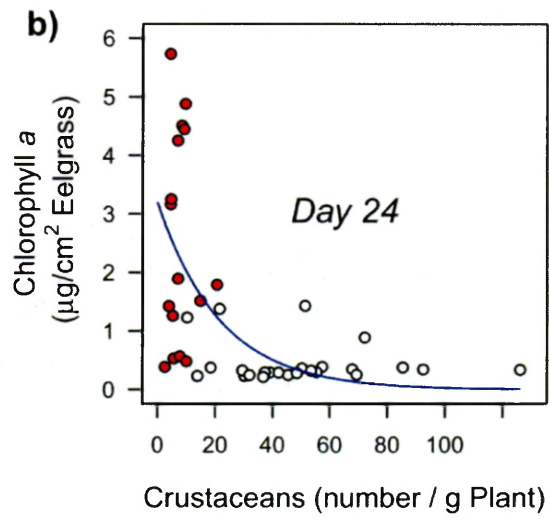 b)
6
5
4
3
2
1
0
Chlorophyll a
(µg/cm² Eelgrass)
Day 24
0 20 40 60 80 100
Crustaceans (number / g Plant)